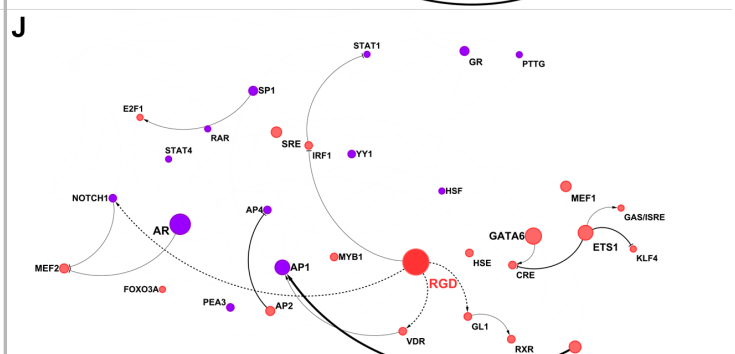 J
STAT1
GR
PTTG
SP1
E2F1
RAR
SRE
IRF1
YY1
STAT4
HSF
MEF1
NOTCH1
AP4
GAS/ISRE
AR
GATA6
ETS1
KLF4
MYB1
HSE
CRE
MEF2
AP1
RGD
FOXO3A
PEA3
AP2
GL1
VDR
RXR